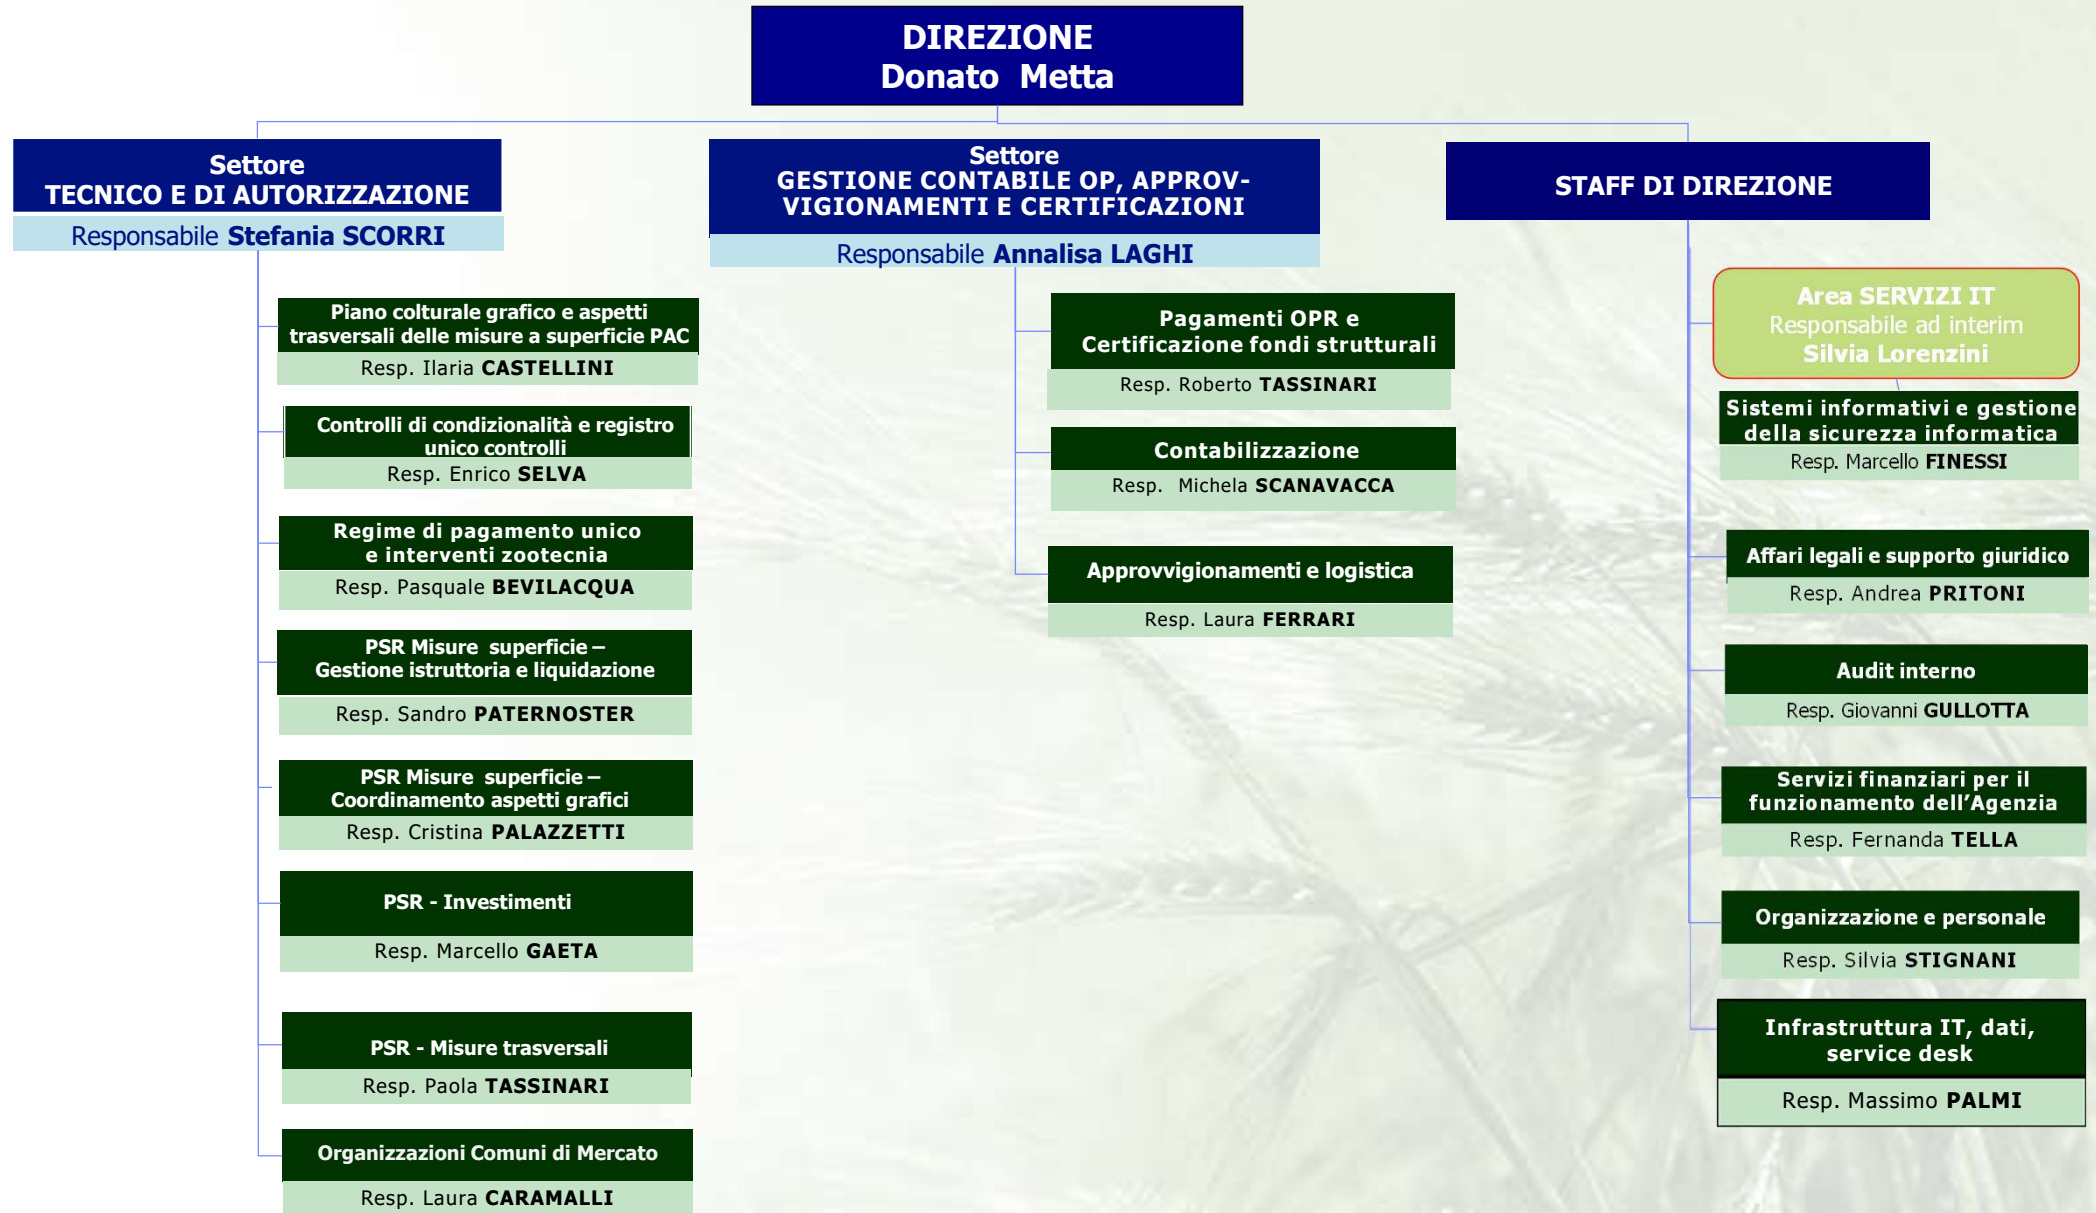 DIREZIONE
Donato Metta
Settore
TECNICO E DI AUTORIZZAZIONE
Responsabile Stefania SCORRI
Piano colturale grafico e aspetti
trasversali delle misure a superficie PAC
Resp. Ilaria CASTELLINI
Controlli di condizionalità e registro
unico controlli
Resp. Enrico SELVA
Regime di pagamento unico
e interventi zootecnia
Resp. Pasquale BEVILACQUA
PSR Misure superficie –
Gestione istruttoria e liquidazione
Resp. Sandro PATERNOSTER
PSR Misure superficie –
Coordinamento aspetti grafici
Resp. Cristina PALAZZETTI
PSR - Investimenti
Resp. Marcello GAETA
PSR - Misure trasversali
Resp. Paola TASSINARI
Organizzazioni Comuni di Mercato
Resp. Laura CARAMALLI
Settore
GESTIONE CONTABILE OP, APPROV-
VIGIONAMENTI E CERTIFICAZIONI
Responsabile Annalisa LAGHI
Pagamenti OPR e
Certificazione fondi strutturali
Resp. Roberto TASSINARI
Contabilizzazione
Resp. Michela SCANAVACCA
Approvvigionamenti e logistica
Resp. Laura FERRARI
STAFF DI DIREZIONE
Area SERVIZI IT
Responsabile ad interim
Silvia Lorenzini
Sistemi informativi e gestione
della sicurezza informatica
Resp. Marcello FINESSI
Affari legali e supporto giuridico
Resp. Andrea PRITONI
Audit interno
Resp. Giovanni GULLOTTA
Servizi finanziari per il
funzionamento dell’Agenzia
Resp. Fernanda TELLA
Organizzazione e personale
Resp. Silvia STIGNANI
Infrastruttura IT, dati,
service desk
Resp. Massimo PALMI